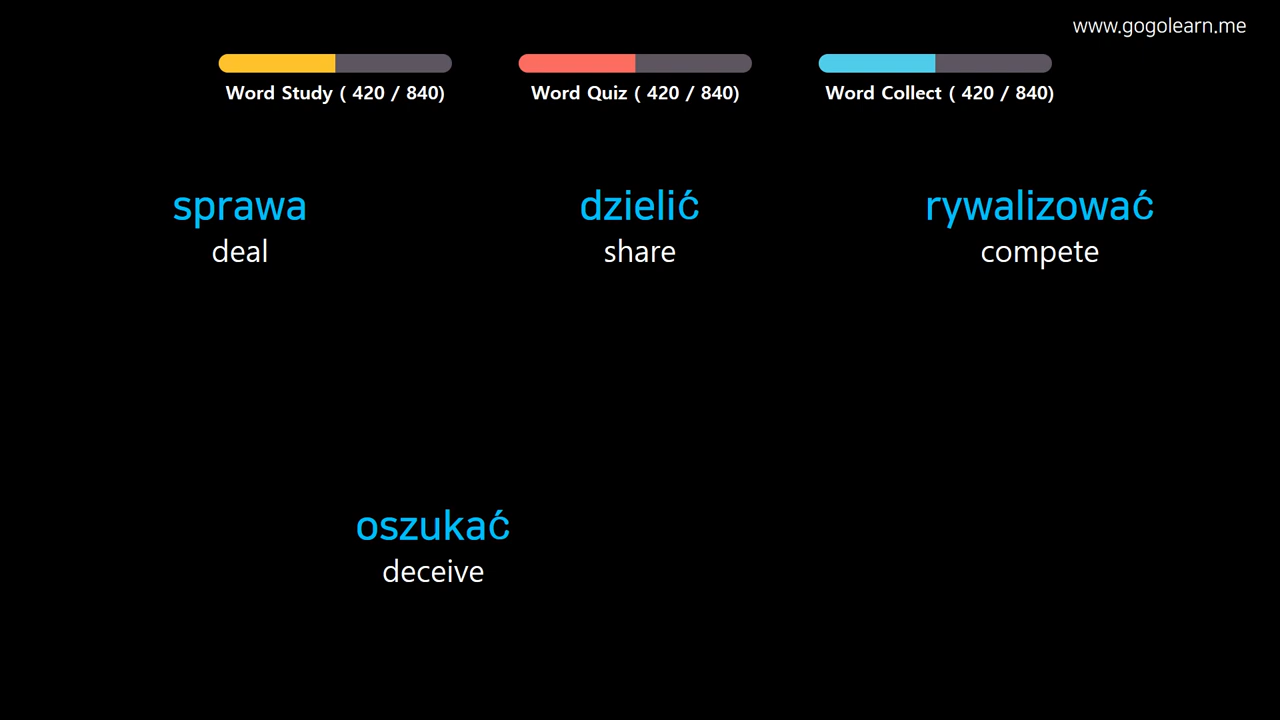 www.gogolearn.me
Word Study ( 420 / 840)
Word Quiz ( 420 / 840)
Word Collect ( 420 / 840)
sprawa
deal
dzielić
share
rywalizować
compete
oszukać
deceive